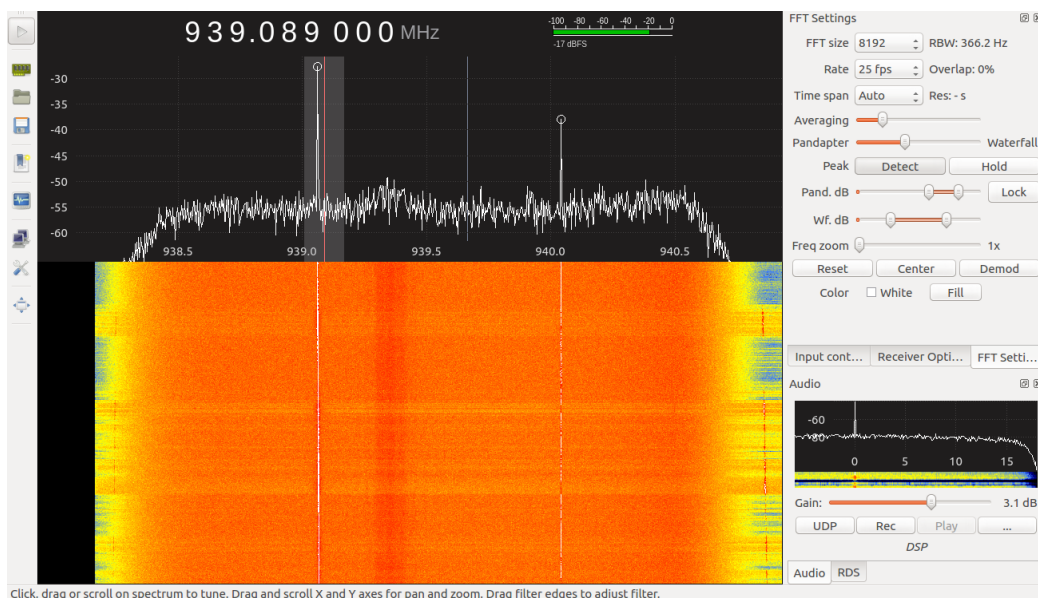 939.089 000 MHz
-100 -80 -60 -40 -20 0
-17 dBFS
-30
-35
-40
-45
-50
-55
-60
938.5 939.0 939.5 940.0 940.5
FFT Settings
FFT size 8192 RBW: 366.2 Hz
Rate 25 fps Overlap: 0%
Time span Auto Res: - s
Averaging
Pandapter Waterfall
Peak Detect Hold
Pand. dB Lock
Wf. dB
Freq zoom 1x
Reset Center Demod
Color White Fill
Input cont... Receiver Opti... FFT Setti...
Audio
-60
-80
0 5 10 15
Gain: 3.1 dB
UDP Rec Play ...
DSP
Audio RDS
Click, drag or scroll on spectrum to tune. Drag and scroll X and Y axes for pan and zoom. Drag filter edges to adjust filter.